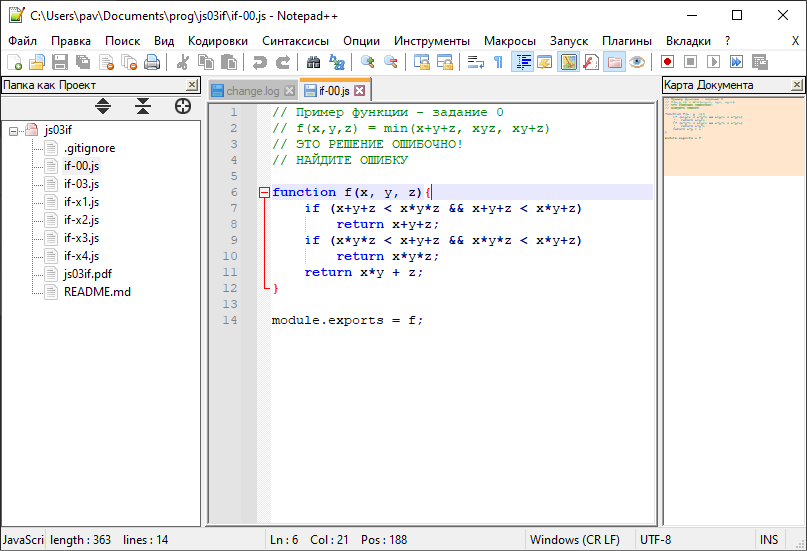 C:\Users\pav\Documents\prog\js03if\if-00.js - Notepad++
Файл Правка Поиск Вид Кодировки Синтаксисы Опции Инструменты Макросы Запуск Плагины Вкладки ? X
Папка как Проект
js03if
.gitignore
if-00.js
if-03.js
if-x1.js
if-x2.js
if-x3.js
if-x4.js
js03if.pdf
README.md
change.log if-00.js
1 // Пример функции - задание 0
2 // f(x,y,z) = min(x+y+z, xyz, xy+z)
3 // ЭТО РЕШЕНИЕ ОШИБОЧНО!
4 // НАЙДИТЕ ОШИБКУ
5
6 function f(x, y, z){
7 if (x+y+z < x*y*z && x+y+z < x*y+z)
8 return x+y+z;
9 if (x*y*z < x+y+z && x*y*z < x*y+z)
10 return x*y*z;
11 return x*y + z;
12 }
13
14 module.exports = f;
Карта Документа
JavaScri length : 363 lines : 14 Ln : 6 Col : 21 Pos : 188 Windows (CR LF) UTF-8 INS